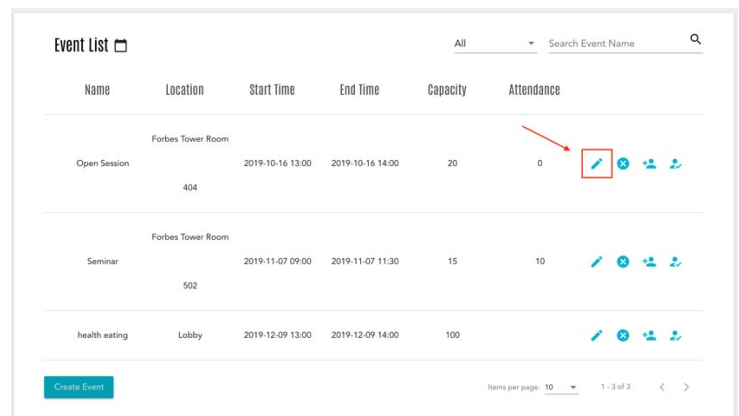 Event List
All
Search Event Name
Name Location Start Time End Time Capacity Attendance
Forbes Tower Room
Open Session 2019-10-16 13:00 2019-10-16 14:00 20 0
404
Forbes Tower Room
Seminar 2019-11-07 09:00 2019-11-07 11:30 15 10
502
health eating Lobby 2019-12-09 13:00 2019-12-09 14:00 100
Create Event
Items per page: 10 1 - 3 of 3